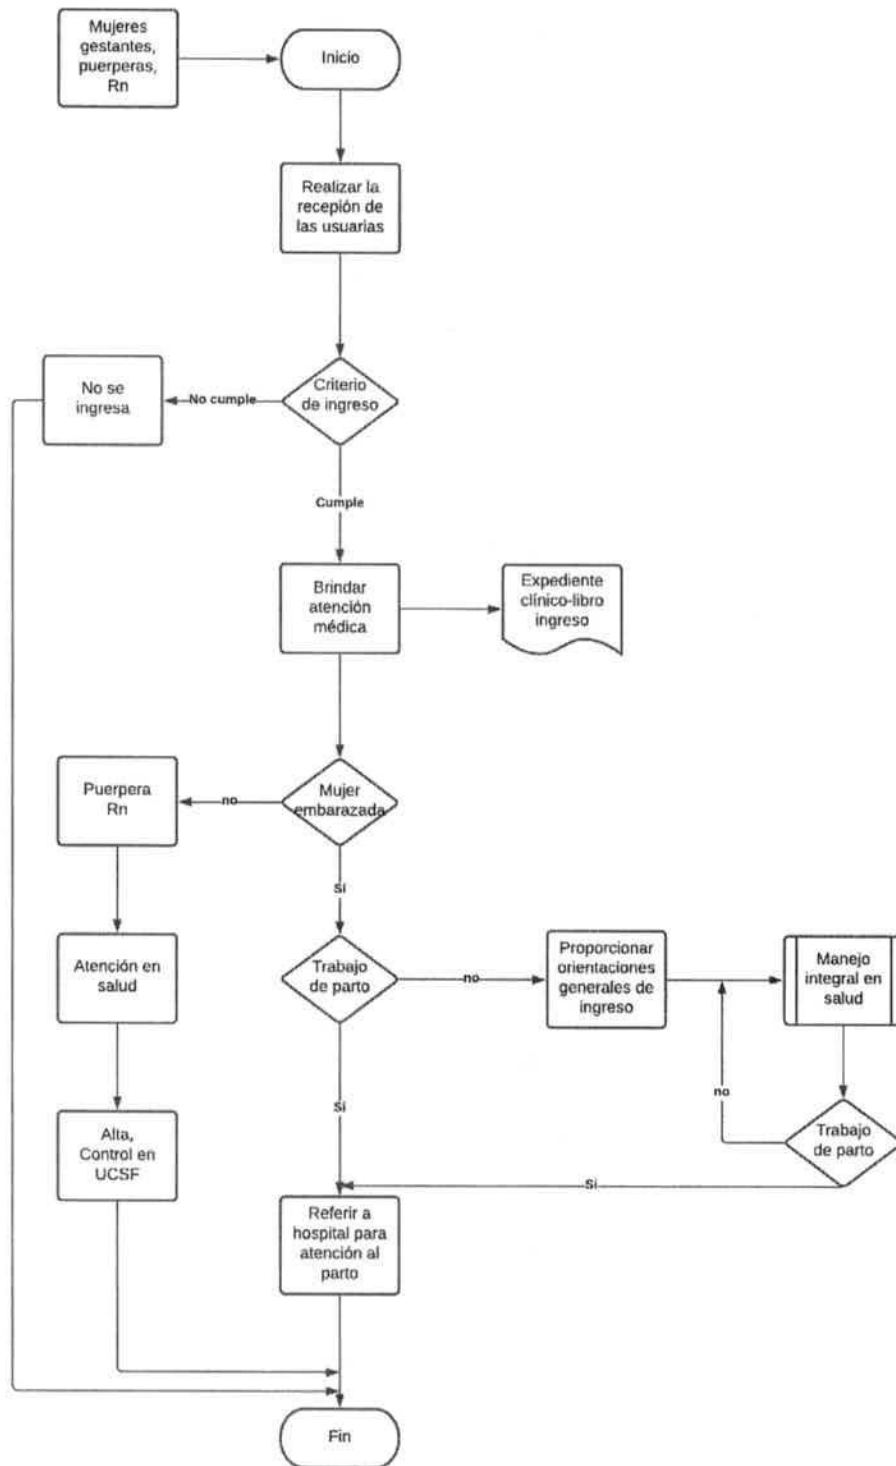 Mujeres
gestantes,
puerperas,
Rn
Inicio
Realizar la
recepión de
las usuarias
Criterio
de ingreso
No cumple
No se
ingresa
Cumple
Brindar
atención
médica
Expediente
clínico-libro
ingreso
Mujer
embarazada
no
Puerpera
Rn
Sí
Atención en
salud
Trabajo
de parto
no
Proporcionar
orientaciones
generales de
ingreso
Manejo
integral en
salud
no
Sí
Alta,
Control en
UCSF
Trabajo
de parto
Sí
Referir a
hospital para
atención al
parto
Fin